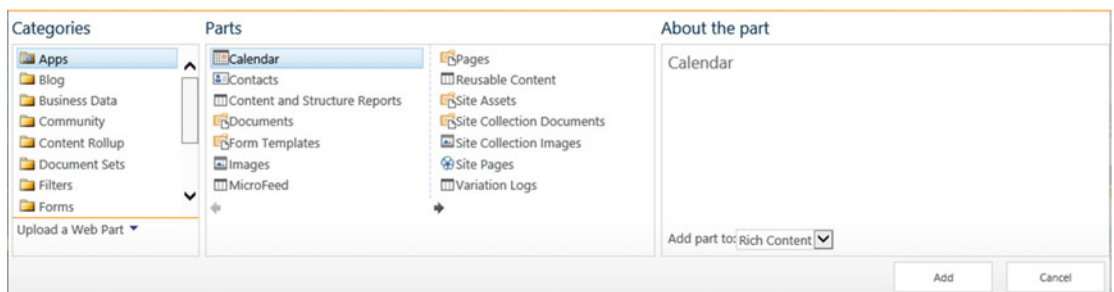 Categories
Apps
Blog
Business Data
Community
Content Rollup
Document Sets
Filters
Forms
Upload a Web Part
Parts
Calendar
Contacts
Content and Structure Reports
Documents
Form Templates
Images
MicroFeed
Pages
Reusable Content
Site Assets
Site Collection Documents
Site Collection Images
Site Pages
Variation Logs
About the part
Calendar
Add part to: Rich Content
Add
Cancel